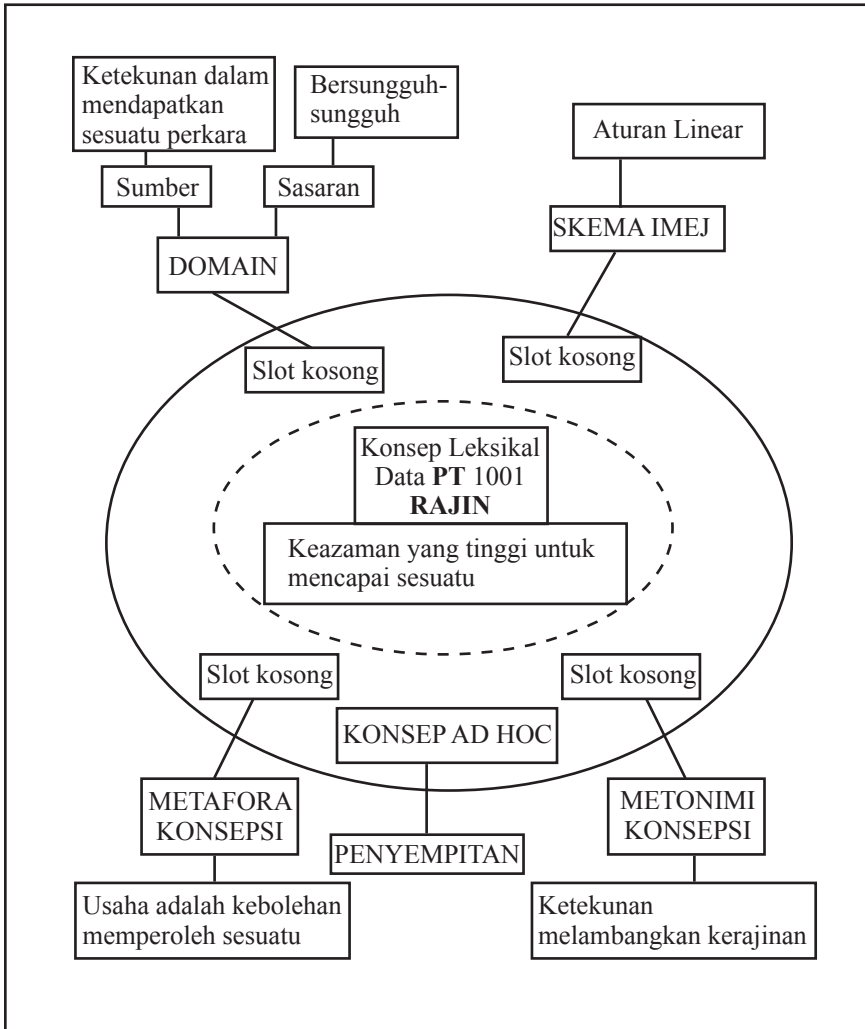 Ketekunan dalam
mendapatkan
sesuatu perkara
Bersungguh-
sungguh
Aturan Linear
Sumber
Sasaran
SKEMA IMEJ
DOMAIN
Slot kosong
Slot kosong
Konsep Leksikal
Data PT 1001
RAJIN
Keazaman yang tinggi untuk
mencapai sesuatu
Slot kosong
Slot kosong
KONSEP AD HOC
METAFORA
KONSEPSI
METONIMI
KONSEPSI
PENYEMPITAN
Usaha adalah kebolehan
memperoleh sesuatu
Ketekunan
melambangkan kerajinan